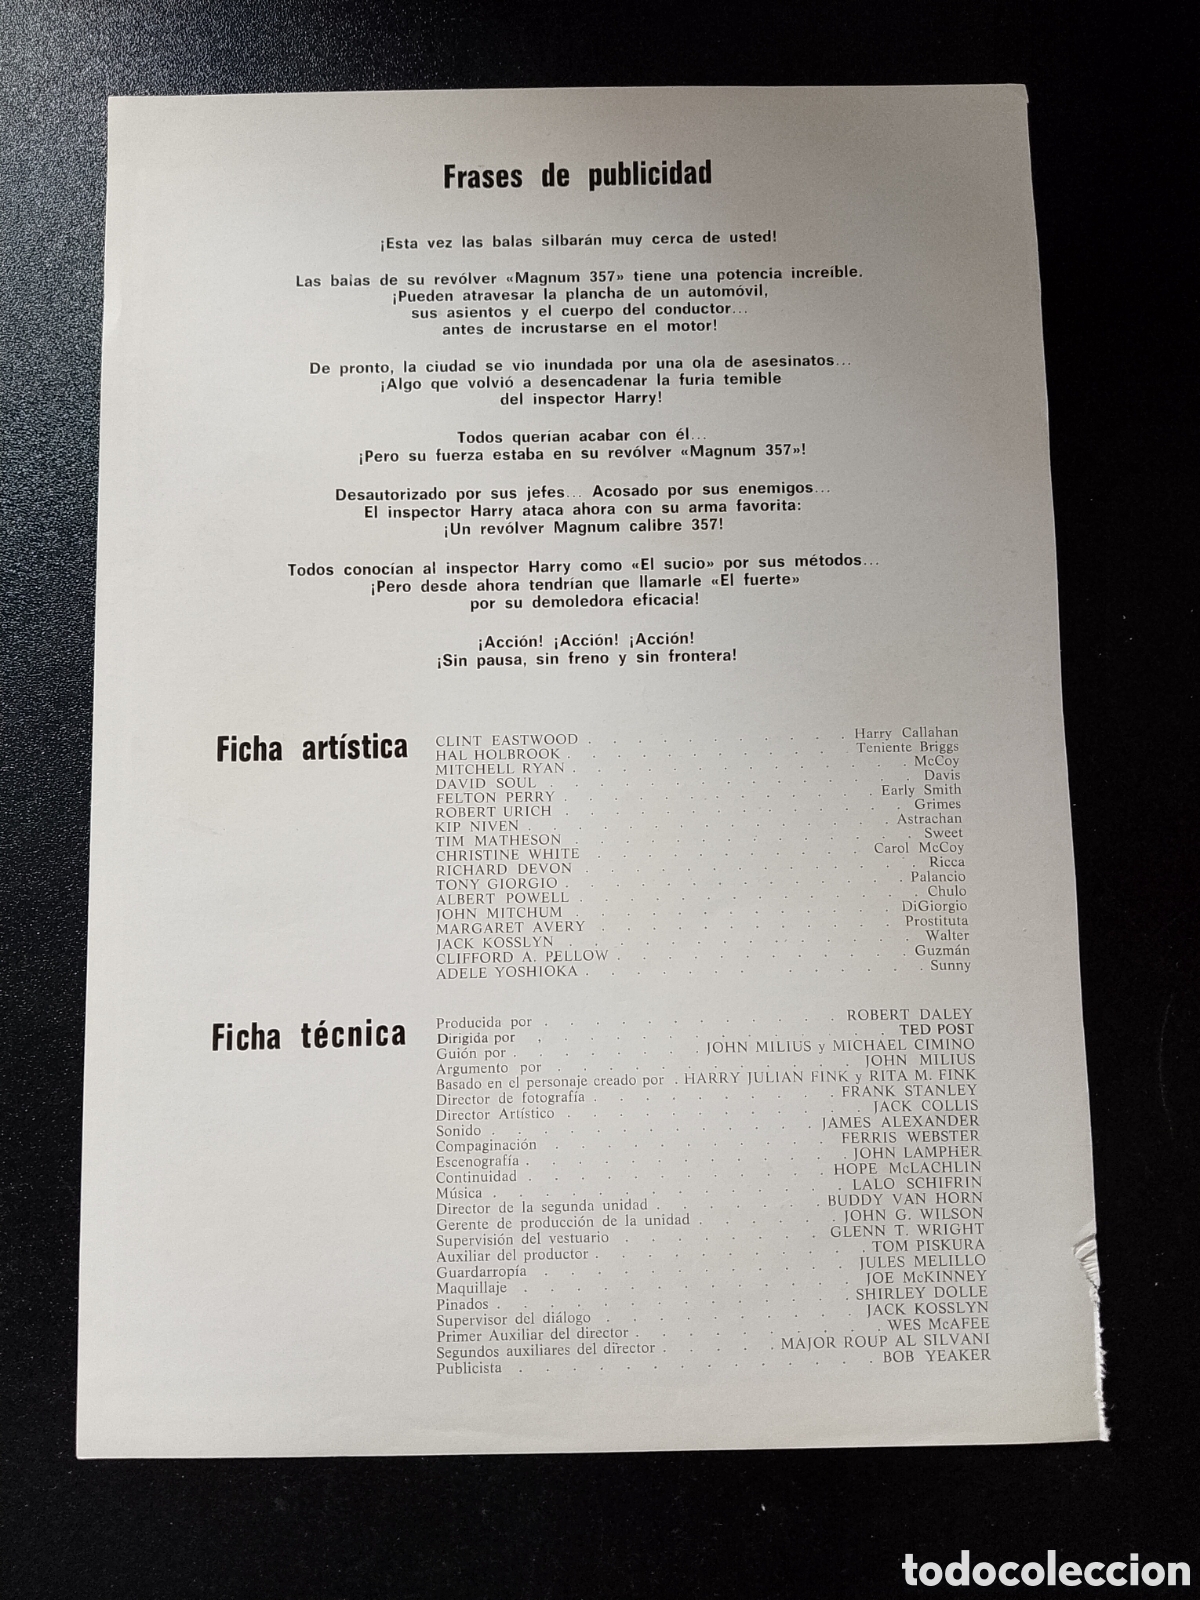 Frases de publicidad
¡Esta vez las balas silbarán muy cerca de usted!
Las balas de su revólver «Magnum 357» tiene una potencia increíble.
¡Pueden atravesar la plancha de un automóvil,
sus asientos y el cuerpo del conductor...
antes de incrustarse en el motor!
De pronto, la ciudad se vio inundada por una ola de asesinatos...
¡Algo que volvió a desencadenar la furia temible
del inspector Harry!
Todos querían acabar con él...
¡Pero su fuerza estaba en su revólver «Magnum 357»!
Desautorizado por sus jefes... Acosado por sus enemigos...
El inspector Harry ataca ahora con su arma favorita:
¡Un revólver Magnum calibre 357!
Todos conocían al inspector Harry como «El sucio» por sus métodos...
¡Pero desde ahora tendrían que llamarle «El fuerte»
por su demoledora eficacia!
¡Acción! ¡Acción! ¡Acción!
¡Sin pausa, sin freno y sin frontera!
Ficha artística
CLINT EASTWOOD . . . . . . . . . . Harry Callahan
HAL HOLBROOK . . . . . . . . . . Teniente Briggs
MITCHELL RYAN . . . . . . . . . . McCoy
DAVID SOUL . . . . . . . . . . Davis
FELTON PERRY . . . . . . . . . . Early Smith
ROBERT URICH . . . . . . . . . . Grimes
KIP NIVEN . . . . . . . . . . Astrachan
TIM MATHESON . . . . . . . . . . Sweet
CHRISTINE WHITE . . . . . . . . . . Carol McCoy
RICHARD DEVON . . . . . . . . . . Ricca
TONY GIORGIO . . . . . . . . . . Palancio
ALBERT POWELL . . . . . . . . . . Chulo
JOHN MITCHUM . . . . . . . . . . DiGiorgio
MARGARET AVERY . . . . . . . . . . Prostituta
JACK KOSSLYN . . . . . . . . . . Walter
CLIFFORD A. PELLOW . . . . . . . . . . Guzmán
ADELE YOSHIOKA . . . . . . . . . . Sunny
Ficha técnica
Producida por . . . . . . . . . . ROBERT DALEY
Dirigida por . . . . . . . . . . TED POST
Guión por . . . . . . . JOHN MILIUS y MICHAEL CIMINO
Argumento por . . . . . . . . . . JOHN MILIUS
Basado en el personaje creado por . HARRY JULIAN FINK y RITA M. FINK
Director de fotografía . . . . . . . . FRANK STANLEY
Director Artístico . . . . . . . . . . JACK COLLIS
Sonido . . . . . . . . . . JAMES ALEXANDER
Compaginación . . . . . . . . . . FERRIS WEBSTER
Escenografía . . . . . . . . . . JOHN LAMPHER
Continuidad . . . . . . . . . . HOPE McLACHLIN
Música . . . . . . . . . . LALO SCHIFRIN
Director de la segunda unidad . . . . . . BUDDY VAN HORN
Gerente de producción de la unidad . . . . . JOHN G. WILSON
Supervisión del vestuario . . . . . . . GLENN T. WRIGHT
Auxiliar del productor . . . . . . . . TOM PISKURA
Guardarropía . . . . . . . . . . JULES MELILLO
Maquillaje . . . . . . . . . . JOE McKINNEY
Pinados . . . . . . . . . . SHIRLEY DOLLE
Supervisor del diálogo . . . . . . . . JACK KOSSLYN
Primer Auxiliar del director . . . . . . . . WES McAFEE
Segundos auxiliares del director . . . . . MAJOR ROUP AL SILVANI
Publicista . . . . . . . . . . BOB YEAKER
todocoleccion